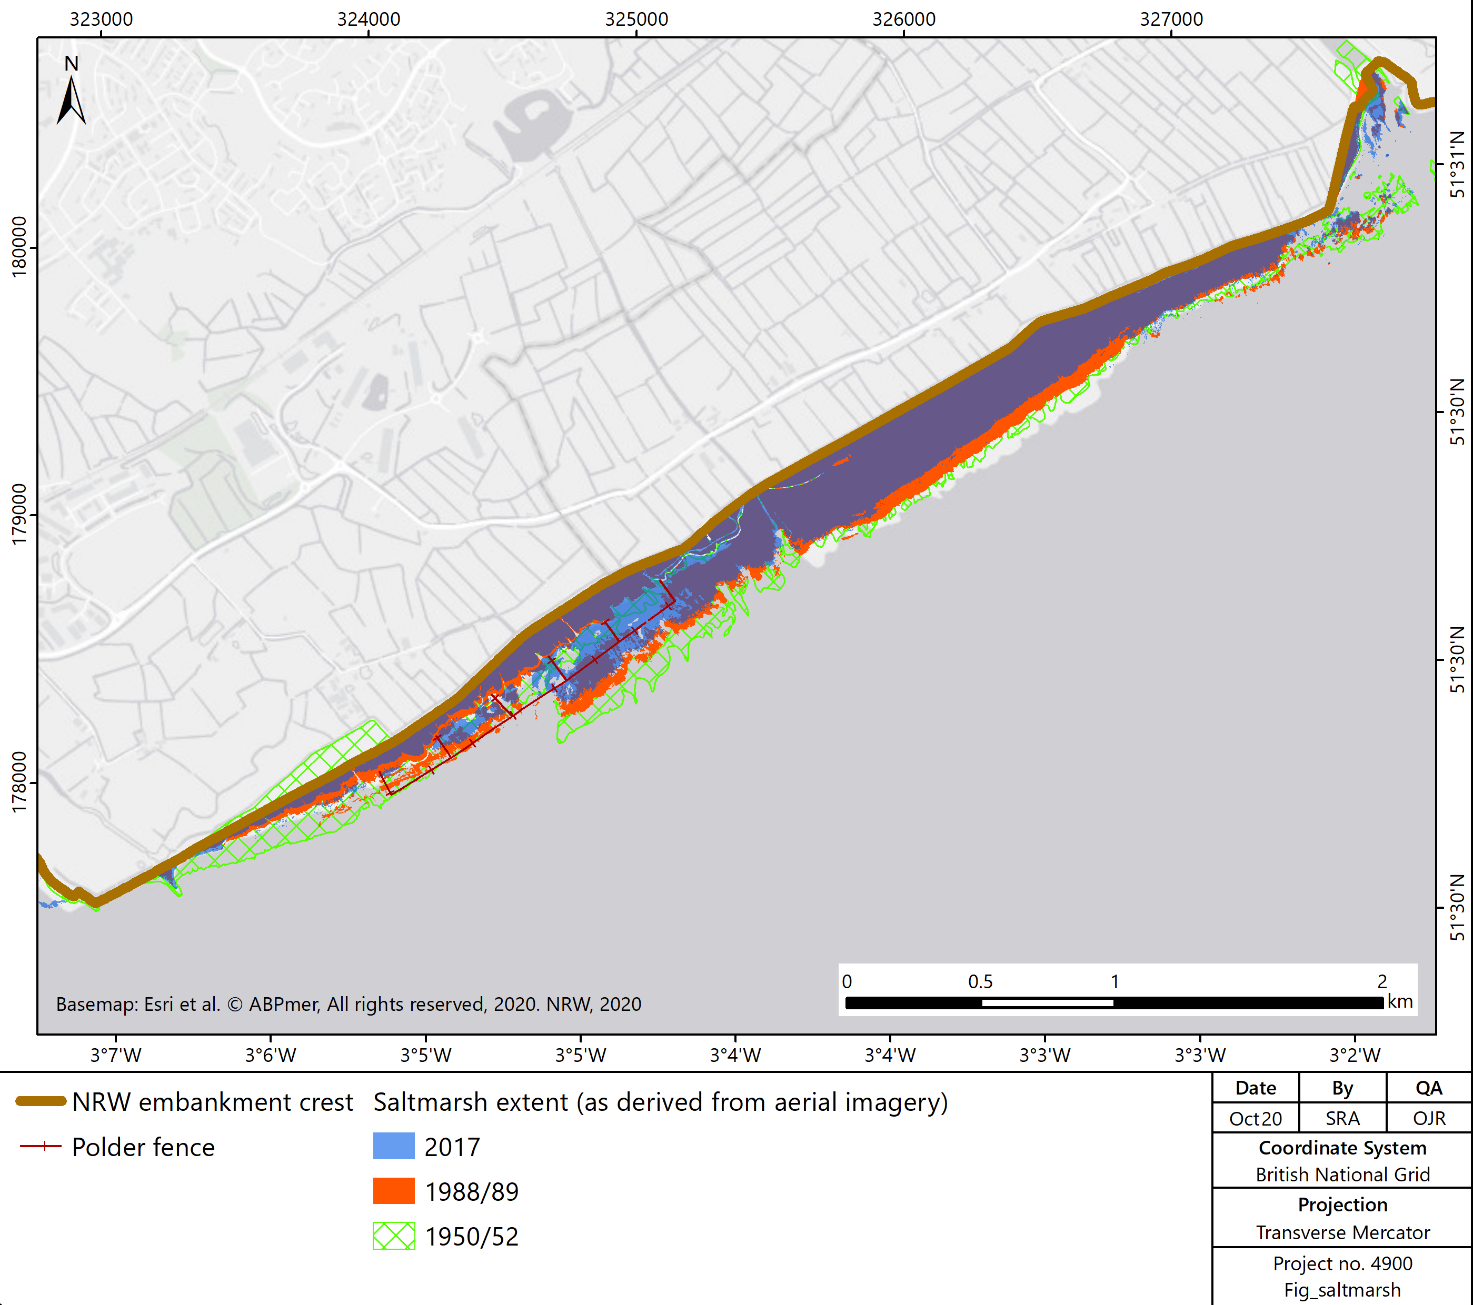 323000 324000 325000 326000 327000
N
180000
179000
178000
51°31'N
51°30'N
51°30'N
51°30'N
0 0.5 1 2
km
Basemap: Esri et al. © ABPmer, All rights reserved, 2020. NRW, 2020
3°7'W 3°6'W 3°5'W 3°5'W 3°4'W 3°4'W 3°3'W 3°3'W 3°2'W
NRW embankment crest
Polder fence
Saltmarsh extent (as derived from aerial imagery)
2017
1988/89
1950/52
Date By QA
Oct20 SRA OJR
Coordinate System
British National Grid
Projection
Transverse Mercator
Project no. 4900
Fig_saltmarsh